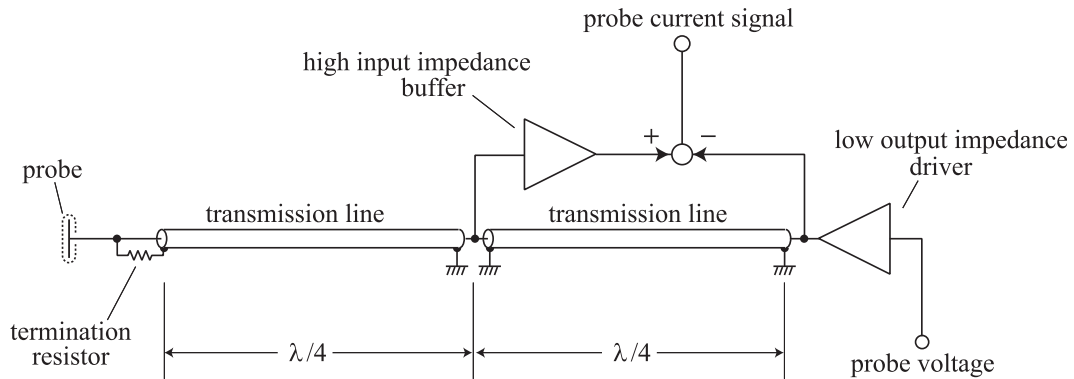 probe current signal
high input impedance
buffer
+
−
low output impedance
driver
probe
transmission line
transmission line
termination
resistor
λ/4
λ/4
probe voltage